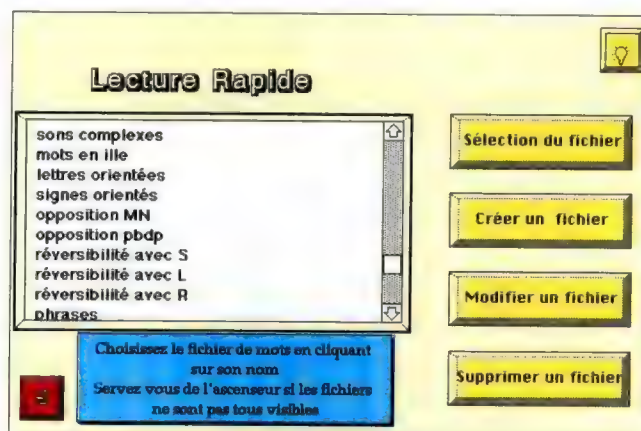 Lecture Rapide
sons complexes
mots en ille
lettres orientées
signes orientés
opposition MN
opposition pbdp
réversibilité avec S
réversibilité avec L
réversibilité avec R
phrases
Choisissez le fichier de mots en cliquant
sur son nom
Servez vous de l'ascenseur si les fichiers
ne sont pas tous visibles
Sélection du fichier
Créer un fichier
Modifier un fichier
Supprimer un fichier